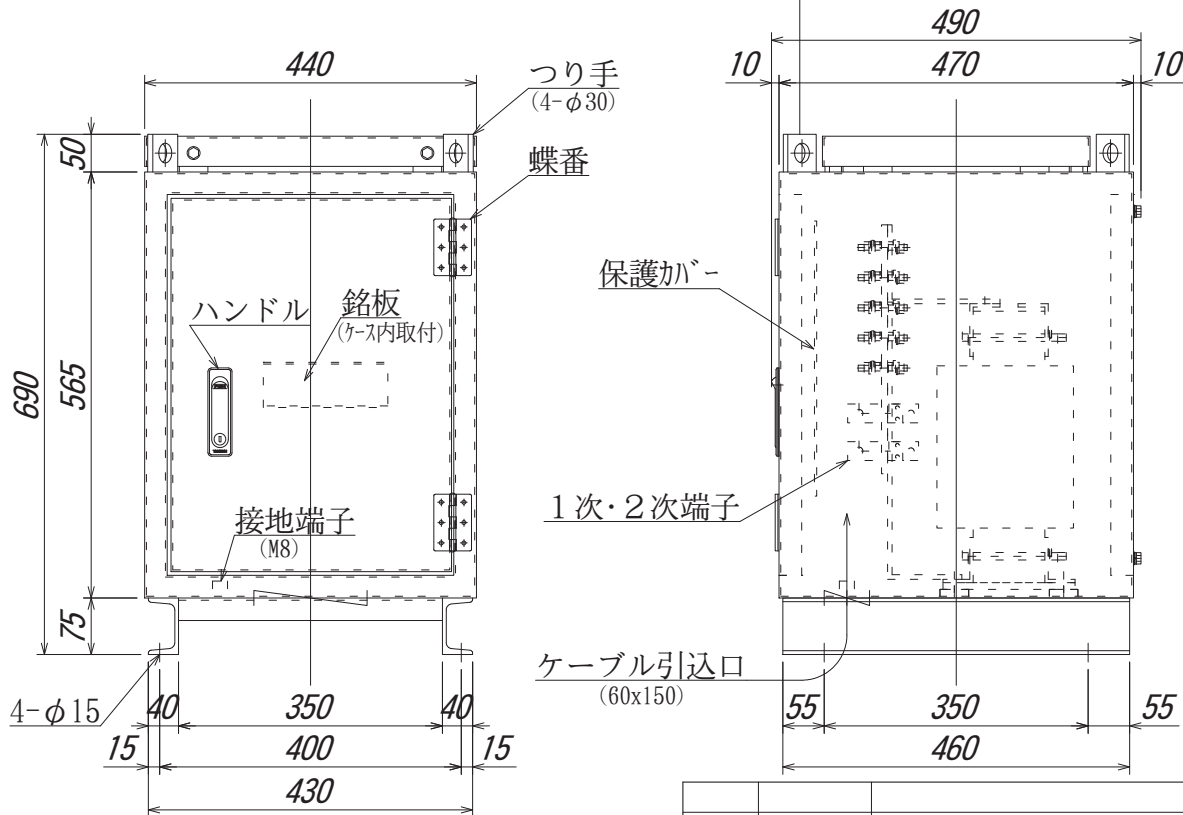 490
440
10
470
10
つり手
(4-φ30)
50
蝶番
保護ｶﾊﾞｰ
ハンドル
銘板
(ｹｰｽ内取付)
690
565
1次･2次端子
接地端子
(M8)
75
ケーブル引込口
(60x150)
4-φ15
40
350
40
55
350
55
15
400
15
460
430